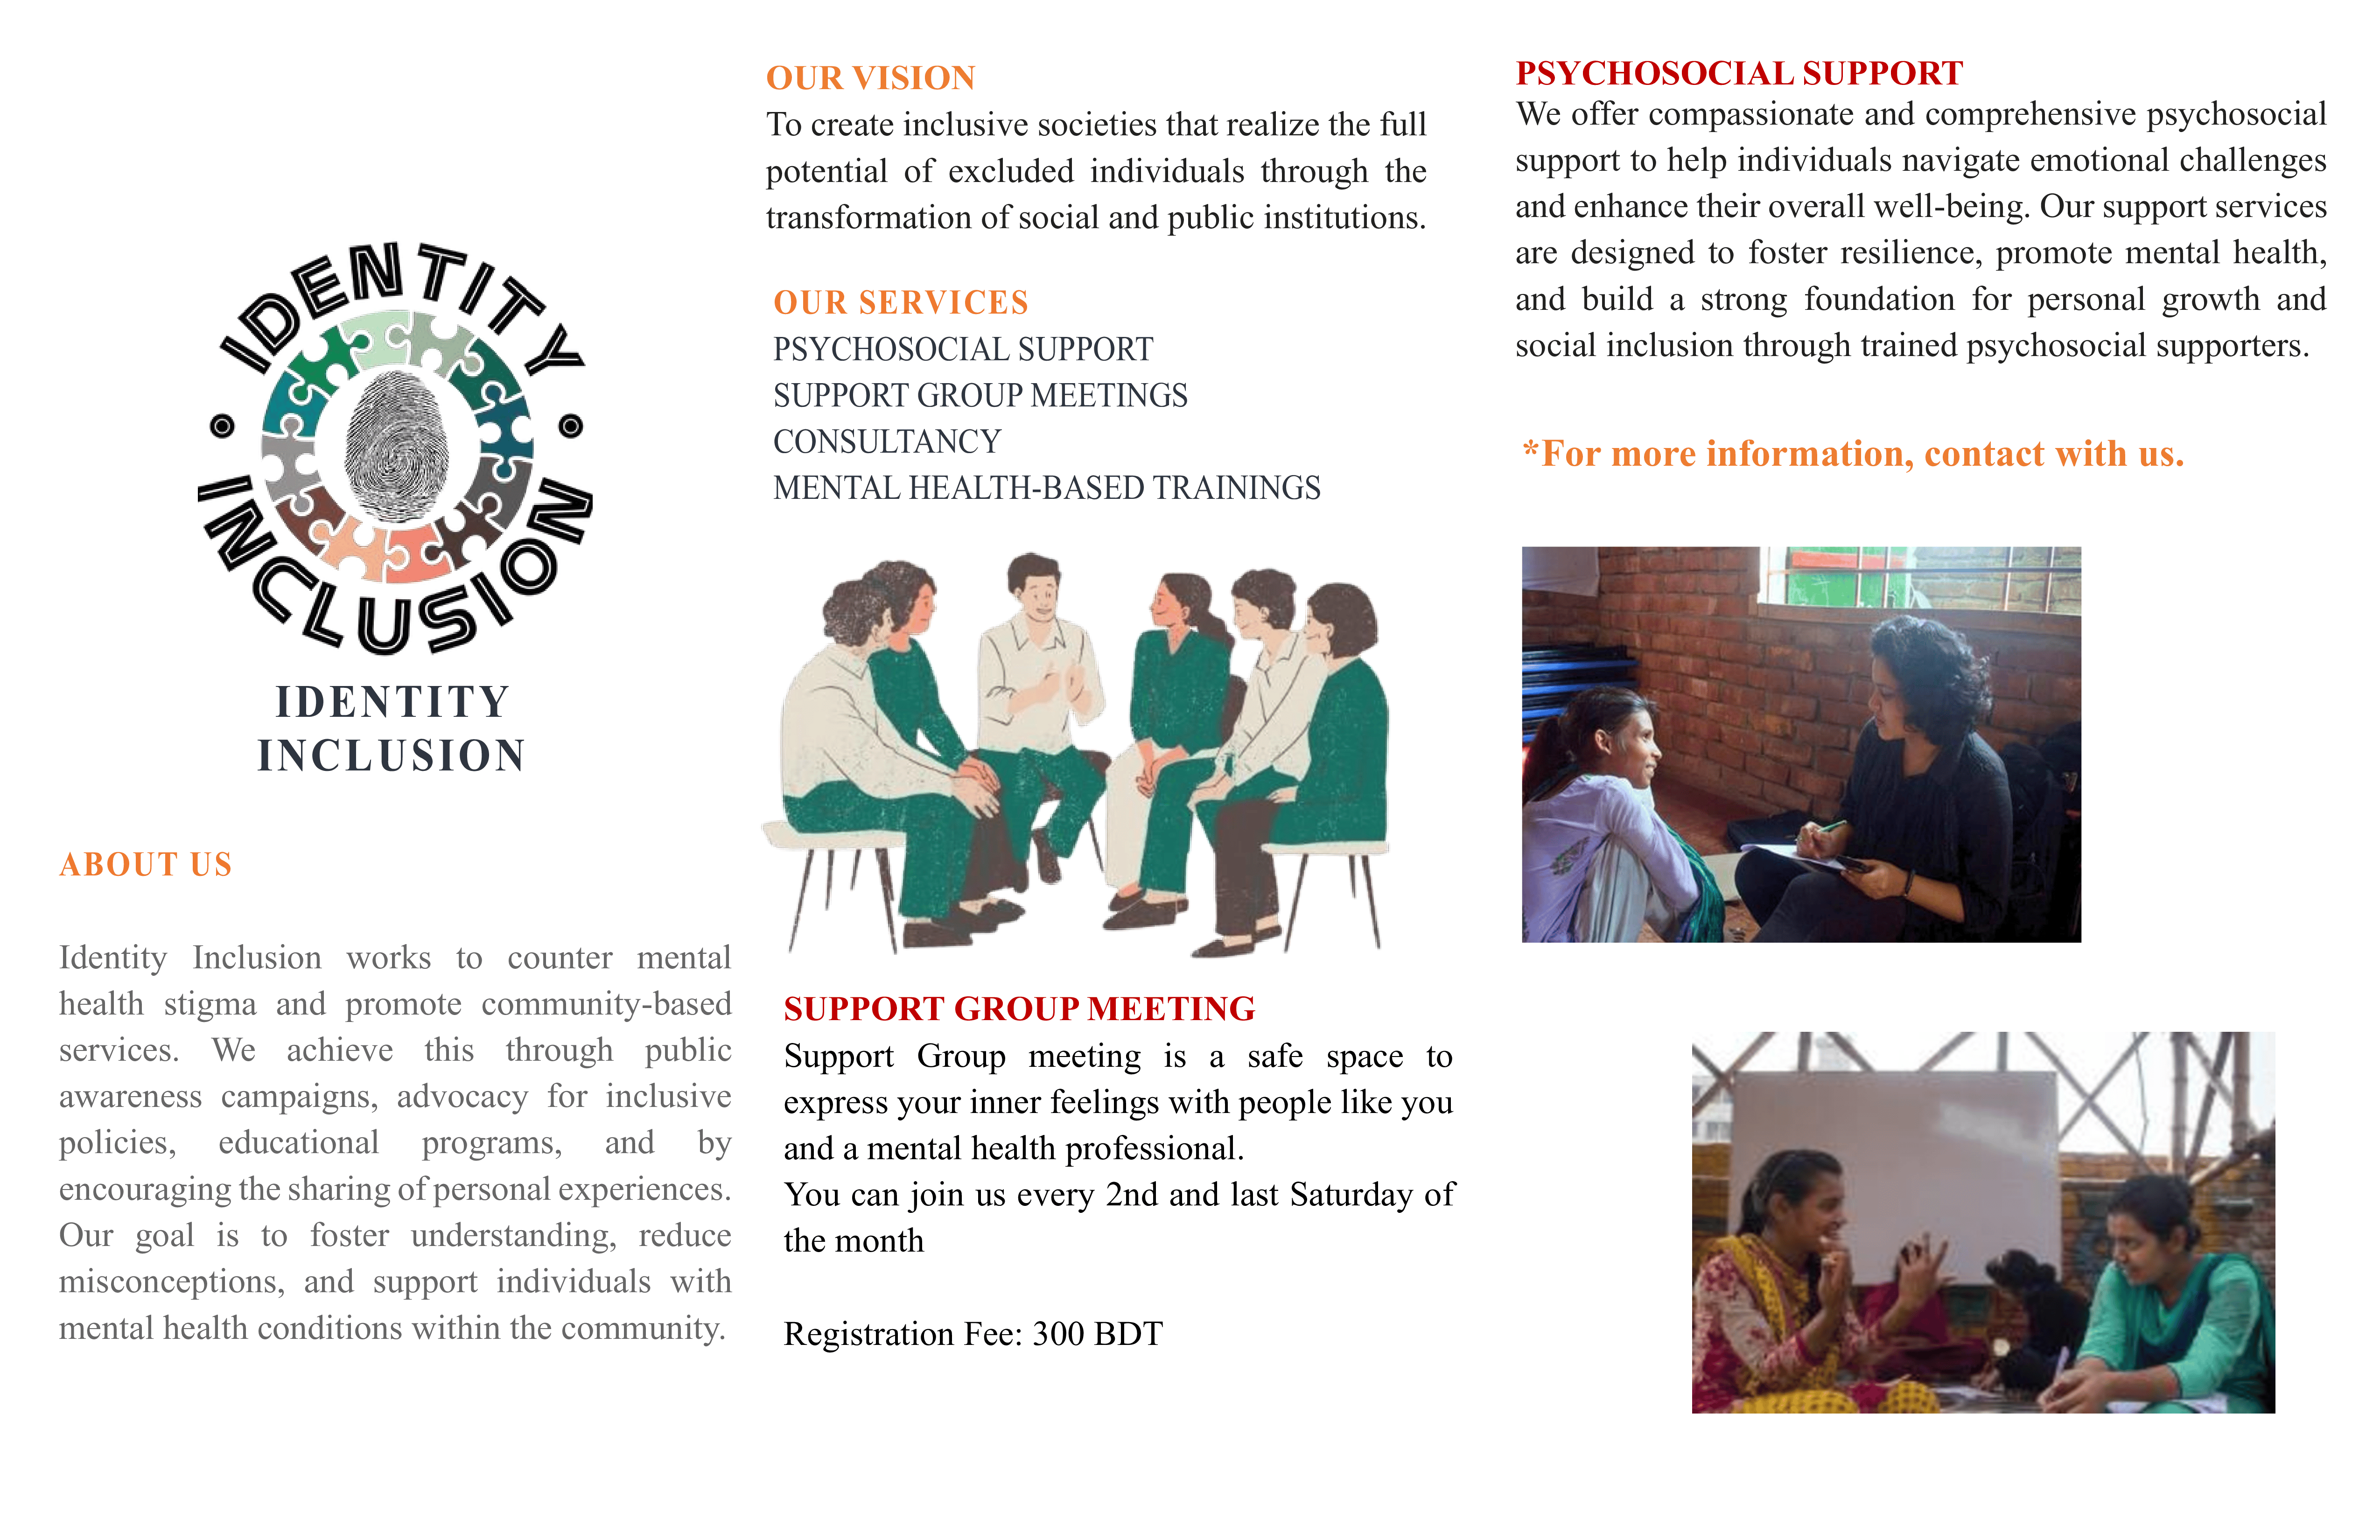 IDENTITY
INCLUSION
IDENTITY
INCLUSION
ABOUT US
Identity Inclusion works to counter mental
health stigma and promote community-based
services. We achieve this through public
awareness campaigns, advocacy for inclusive
policies, educational programs, and by
encouraging the sharing of personal experiences.
Our goal is to foster understanding, reduce
misconceptions, and support individuals with
mental health conditions within the community.
OUR VISION
To create inclusive societies that realize the full
potential of excluded individuals through the
transformation of social and public institutions.
OUR SERVICES
PSYCHOSOCIAL SUPPORT
SUPPORT GROUP MEETINGS
CONSULTANCY
MENTAL HEALTH-BASED TRAININGS
SUPPORT GROUP MEETING
Support Group meeting is a safe space to
express your inner feelings with people like you
and a mental health professional.
You can join us every 2nd and last Saturday of
the month
Registration Fee: 300 BDT
PSYCHOSOCIAL SUPPORT
We offer compassionate and comprehensive psychosocial
support to help individuals navigate emotional challenges
and enhance their overall well-being. Our support services
are designed to foster resilience, promote mental health,
and build a strong foundation for personal growth and
social inclusion through trained psychosocial supporters.
*For more information, contact with us.